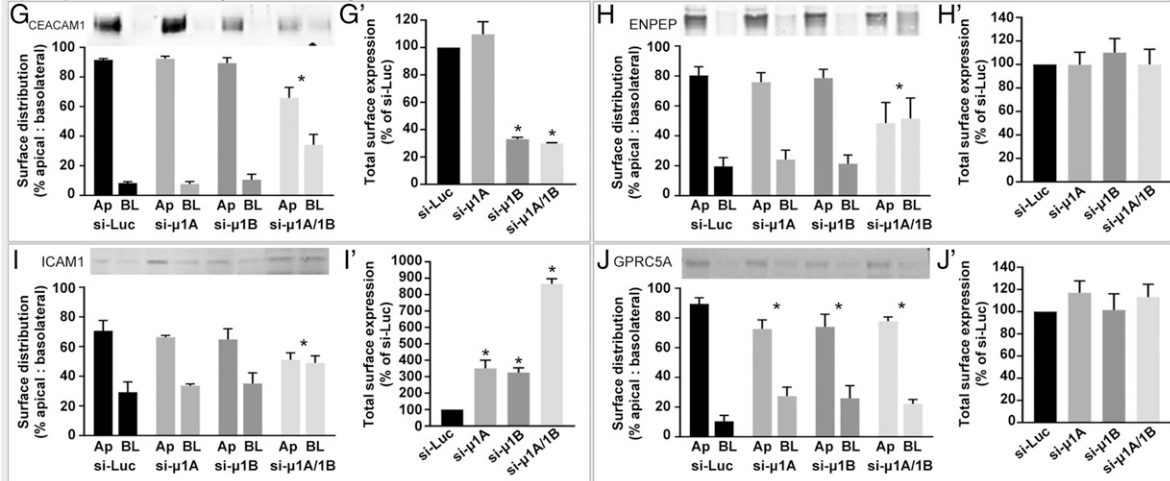 G
CEACAM1
Surface distribution
(% apical : basolateral)
100
80
60
40
20
0
*
Ap BL Ap BL Ap BL Ap BL
si-Luc si-μ1A si-μ1B si-μ1A/1B
G'
Total surface expression
(% of si-Luc)
120
100
80
60
40
20
0
* *
si-Luc
si-μ1A
si-μ1B
si-μ1A/1B
H
ENPEP
Surface distribution
(% apical : basolateral)
100
80
60
40
20
0
*
Ap BL Ap BL Ap BL Ap BL
si-Luc si-μ1A si-μ1B si-μ1A/1B
H'
Total surface expression
(% of si-Luc)
140
120
100
80
60
40
20
0
si-Luc
si-μ1A
si-μ1B
si-μ1A/1B
I
ICAM1
Surface distribution
(% apical : basolateral)
100
80
60
40
20
0
*
Ap BL Ap BL Ap BL Ap BL
si-Luc si-μ1A si-μ1B si-μ1A/1B
I'
Total surface expression
(% of si-Luc)
1000
900
800
700
600
500
400
300
200
100
0
* * *
si-Luc
si-μ1A
si-μ1B
si-μ1A/1B
J
GPRC5A
Surface distribution
(% apical : basolateral)
100
80
60
40
20
0
* * *
Ap BL Ap BL Ap BL Ap BL
si-Luc si-μ1A si-μ1B si-μ1A/1B
J'
Total surface expression
(% of si-Luc)
140
120
100
80
60
40
20
0
si-Luc
si-μ1A
si-μ1B
si-μ1A/1B